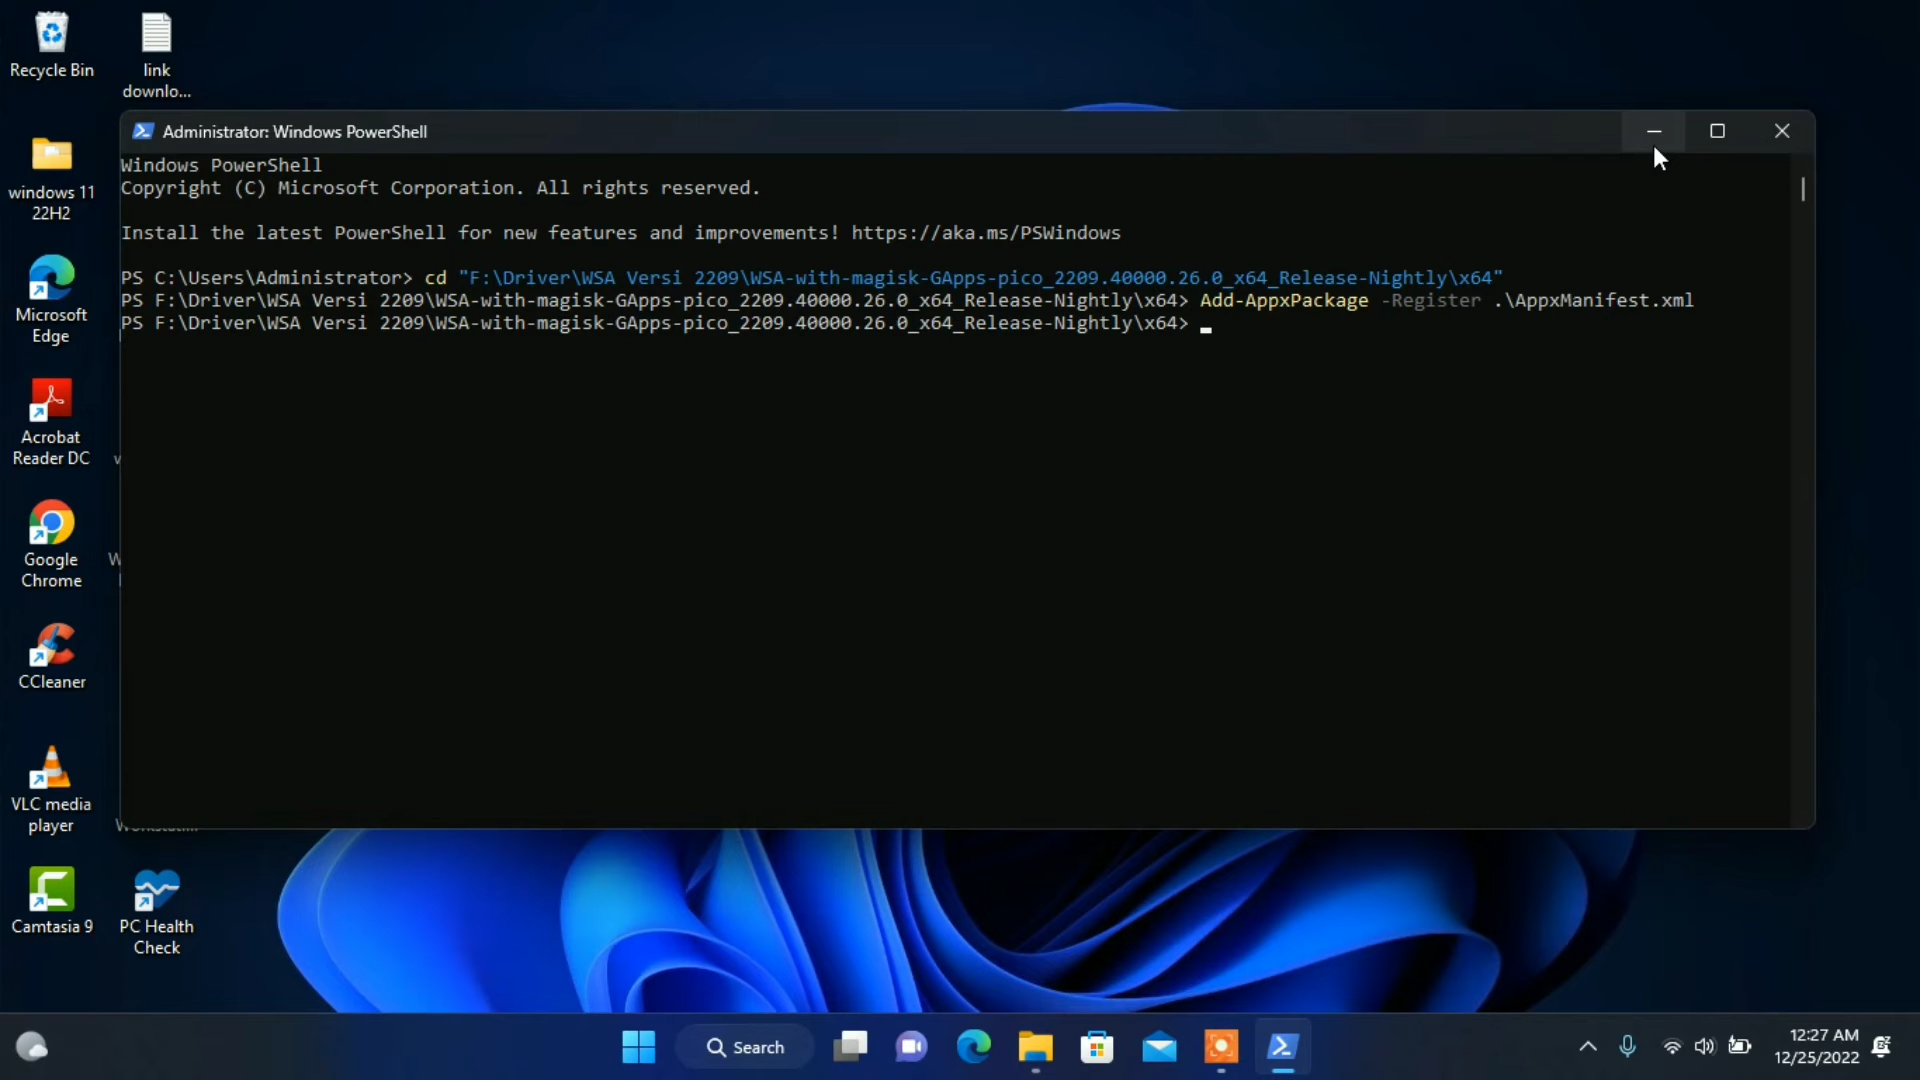 Recycle Bin
link
downlo...
windows 11
22H2
Microsoft
Edge
Acrobat
Reader DC
Google
Chrome
CCleaner
VLC media
player
Camtasia 9
PC Health
Check
Administrator: Windows PowerShell
Windows PowerShell
Copyright (C) Microsoft Corporation. All rights reserved.
Install the latest PowerShell for new features and improvements! https://aka.ms/PSWindows
PS C:\Users\Administrator> cd "F:\Driver\WSA Versi 2209\WSA-with-magisk-GApps-pico_2209.40000.26.0_x64_Release-Nightly\x64"
PS F:\Driver\WSA Versi 2209\WSA-with-magisk-GApps-pico_2209.40000.26.0_x64_Release-Nightly\x64> Add-AppxPackage -Register .\AppxManifest.xml
PS F:\Driver\WSA Versi 2209\WSA-with-magisk-GApps-pico_2209.40000.26.0_x64_Release-Nightly\x64>
Search
12:27 AM
12/25/2022